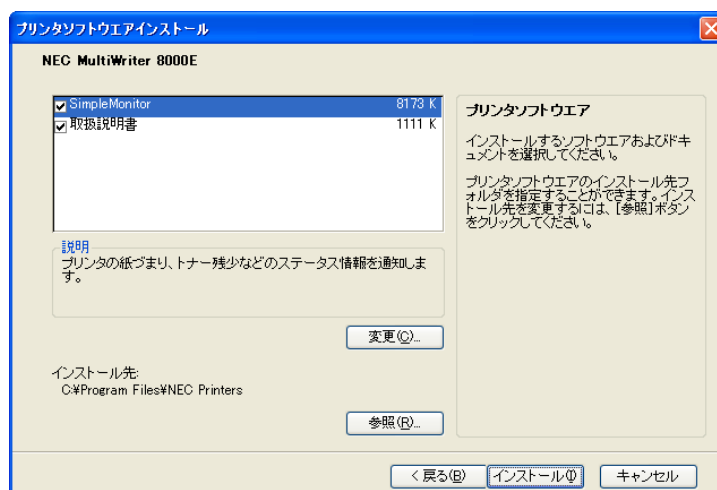 プリンタソフトウエアインストール
NEC MultiWriter 8000E
SimpleMonitor 8173 K
取扱説明書 1111 K
説明
プリンタの紙づまり、トナー残少などのステータス情報を通知しま
す。
変更(C)...
インストール先:
C:¥Program Files¥NEC Printers
参照(R)...
プリンタソフトウエア
インストールするソフトウエアおよびドキ
ュメントを選択してください。
プリンタソフトウエアのインストール先フ
ォルダを指定することができます。インス
トール先を変更するには、[参照]ボタン
をクリックしてください。
< 戻る(B)
インストール(I)
キャンセル